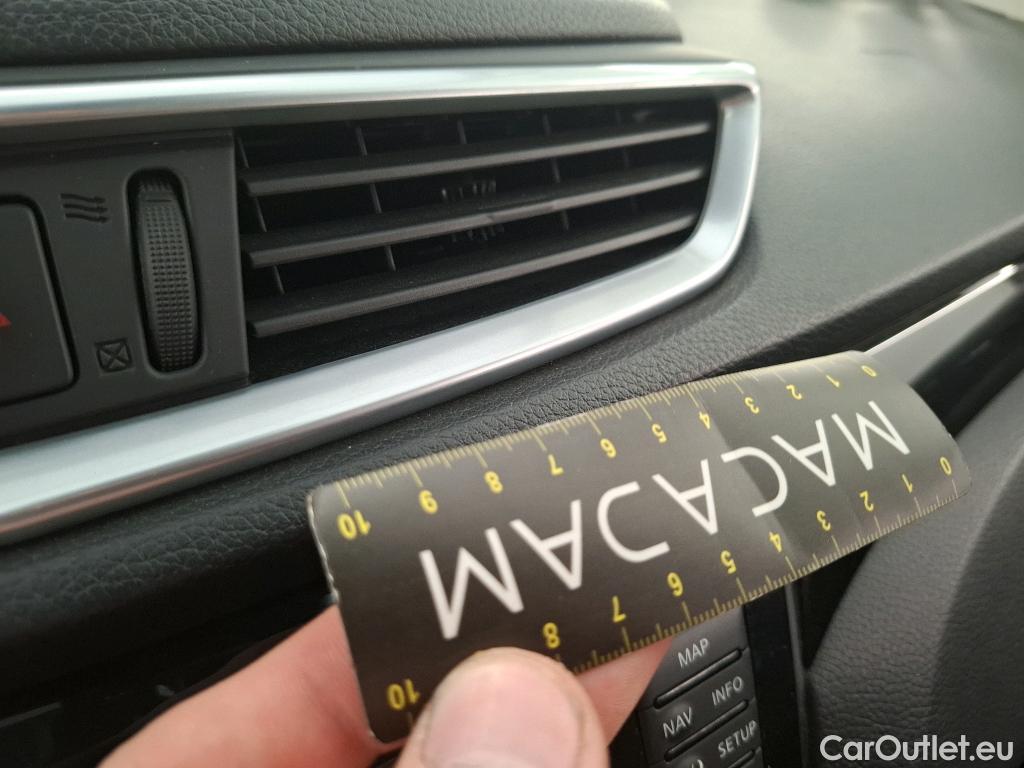 0 1 2 3 4 5 6 7 8 9 10
MACADAM
0 1 2 3 4 5 6 7 8 10
MAP
NAV INFO
SETUP
CarOutlet.eu